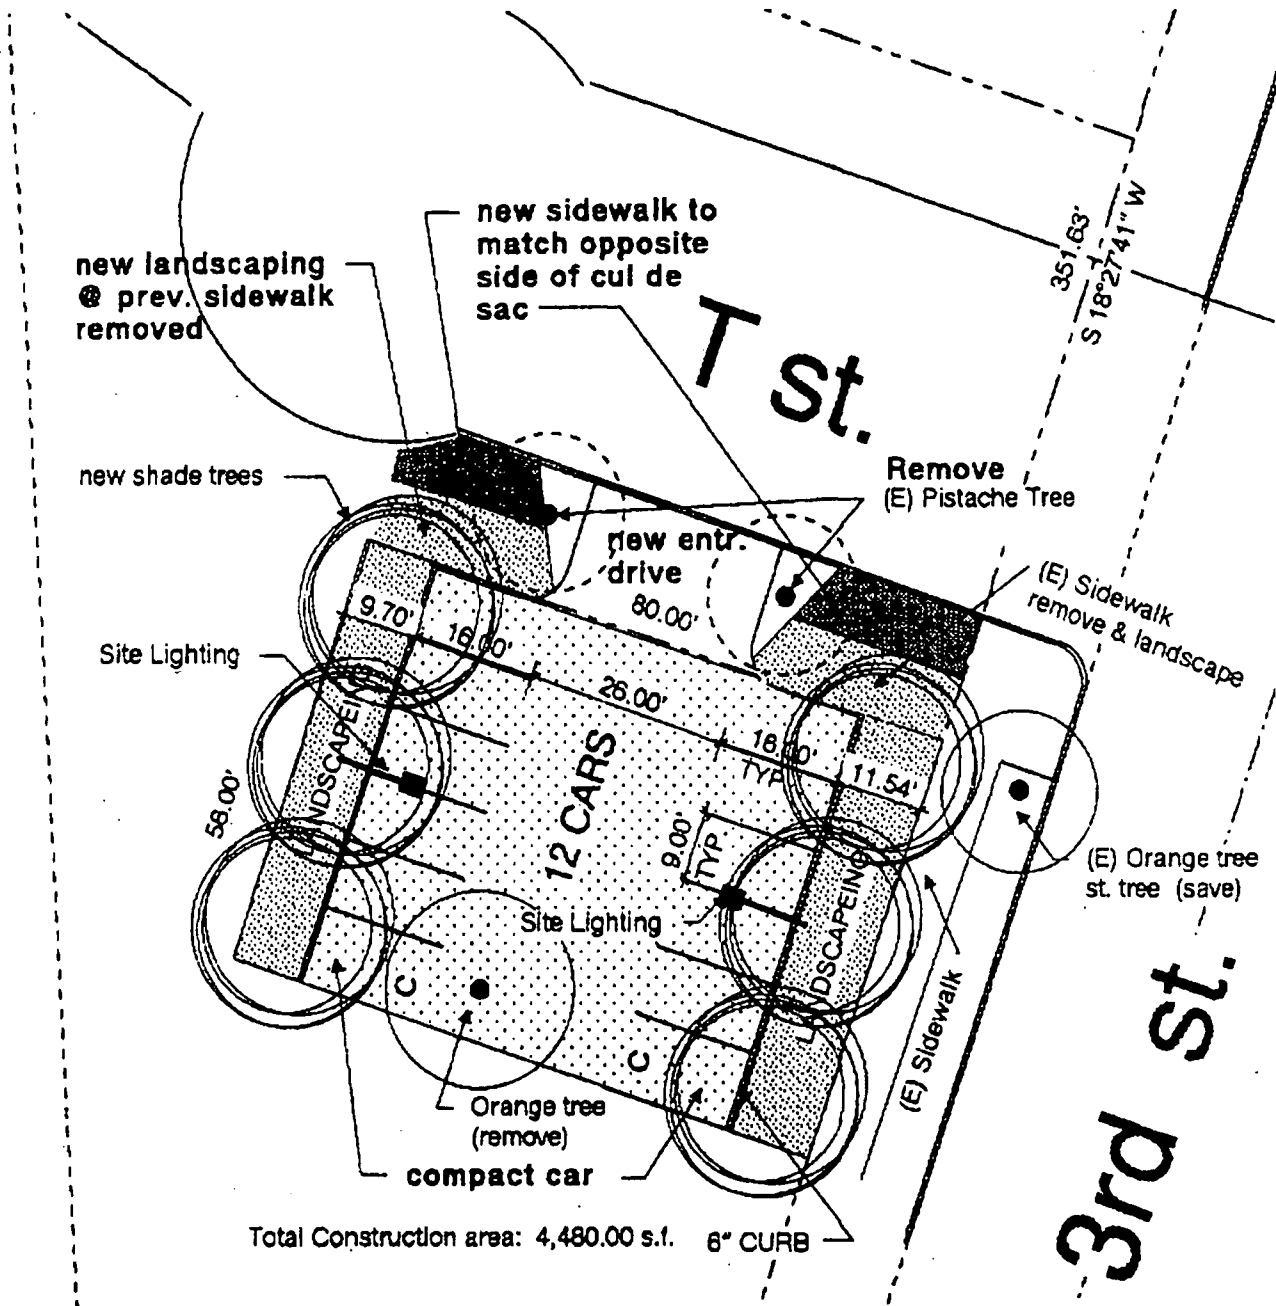 new sidewalk to
match opposite
side of cul de
sac
new landscaping
@ prev. sidewalk
removed
351.63'
S 18°27'41" W
T st.
new shade trees
Remove
(E) Pistache Tree
new entr.
drive
80.00'
(E) Sidewalk
remove & landscape
9.70'
16.00'
26.00'
16.00'
TYP
11.54'
Site Lighting
LANDSCAPEING
58.00'
12 CARS
9.00'
TYP
Site Lighting
LANDSCAPEING
(E) Orange tree
st. tree (save)
(E) Sidewalk
3rd st.
C
C
Orange tree
(remove)
compact car
Total Construction area: 4,480.00 s.f.
6" CURB